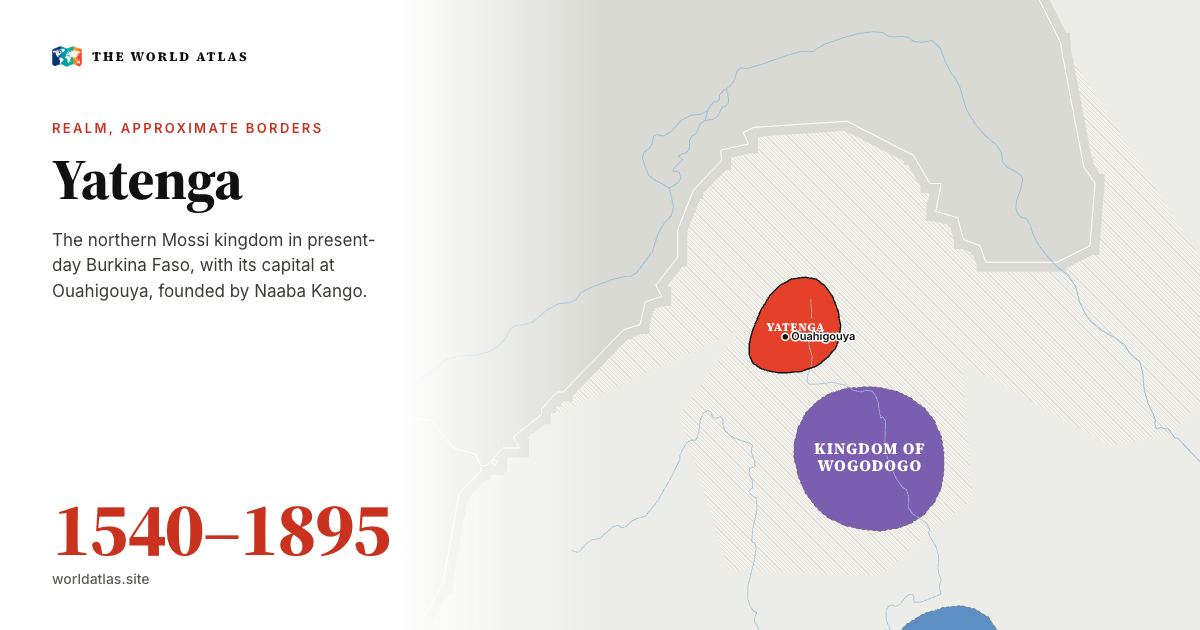 THE WORLD ATLAS
REALM, APPROXIMATE BORDERS
Yatenga
The northern Mossi kingdom in present-
day Burkina Faso, with its capital at
Ouahigouya, founded by Naaba Kango.
1540–1895
worldatlas.site
YATENGA
Ouahigouya
KINGDOM OF
WOGODOGO